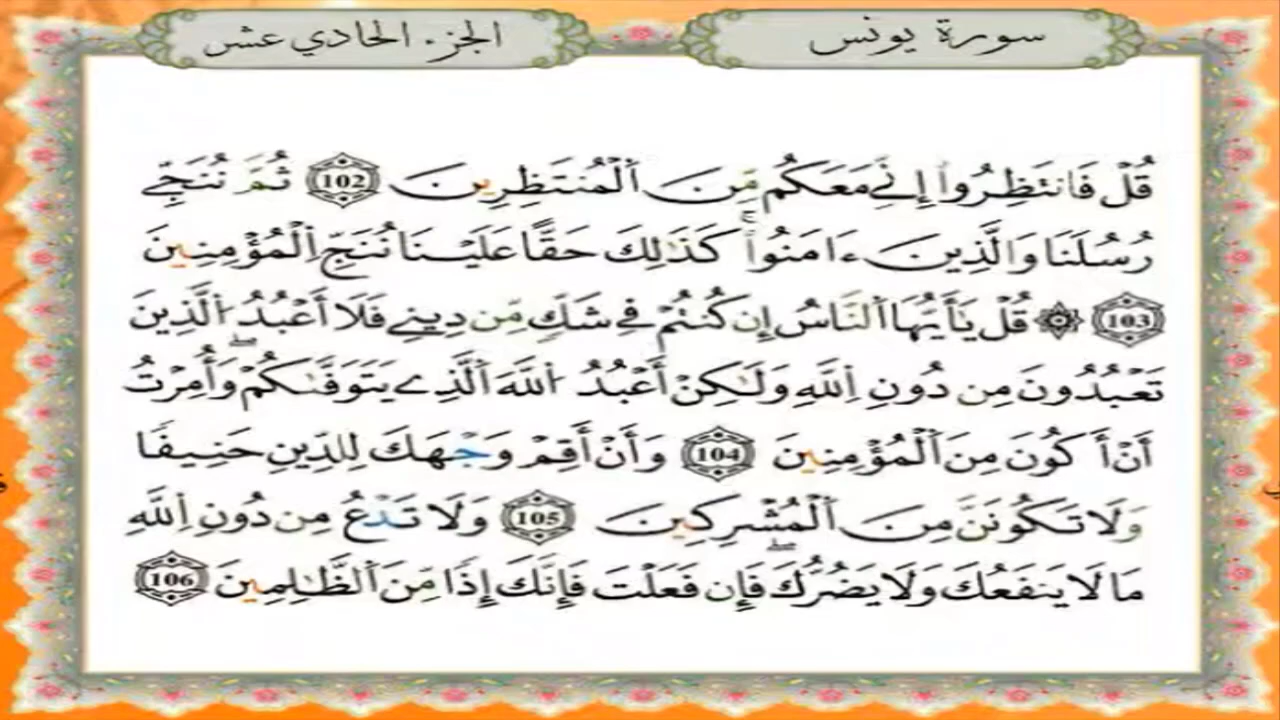 سورة يونس
الجزء الحادي عشر
قُلْ فَانتَظِرُوا۟ إِنِّي مَعَكُم مِّنَ ٱلْمُنتَظِرِينَ 102 ثُمَّ نُنَجِّي
رُسُلَنَا وَالَّذِينَ ءَامَنُوا۟ ۚ كَذَٰلِكَ حَقًّا عَلَيْنَا نُنَجِّ ٱلْمُؤْمِنِينَ
103 ۞ قُلْ يَٰأَيُّهَا ٱلنَّاسُ إِن كُنتُمْ فِي شَكٍّ مِّن دِينِي فَلَا أَعْبُدُ ٱلَّذِينَ
تَعْبُدُونَ مِن دُونِ ٱللَّهِ وَلَٰكِنْ أَعْبُدُ ٱللَّهَ ٱلَّذِي يَتَوَفَّىٰكُمْ ۖ وَأُمِرْتُ
أَنْ أَكُونَ مِنَ ٱلْمُؤْمِنِينَ 104 وَأَنْ أَقِمْ وَجْهَكَ لِلدِّينِ حَنِيفًا
وَلَا تَكُونَنَّ مِنَ ٱلْمُشْرِكِينَ 105 وَلَا تَدْعُ مِن دُونِ ٱللَّهِ
مَا لَا يَنفَعُكَ وَلَا يَضُرُّكَ ۖ فَإِن فَعَلْتَ فَإِنَّكَ إِذًا مِّنَ ٱلظَّٰلِمِينَ 106